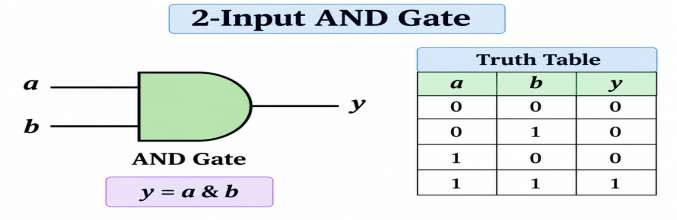 2-Input AND Gate
a
b
y
AND Gate
y = a & b
Truth Table
a b y
0 0 0
0 1 0
1 0 0
1 1 1